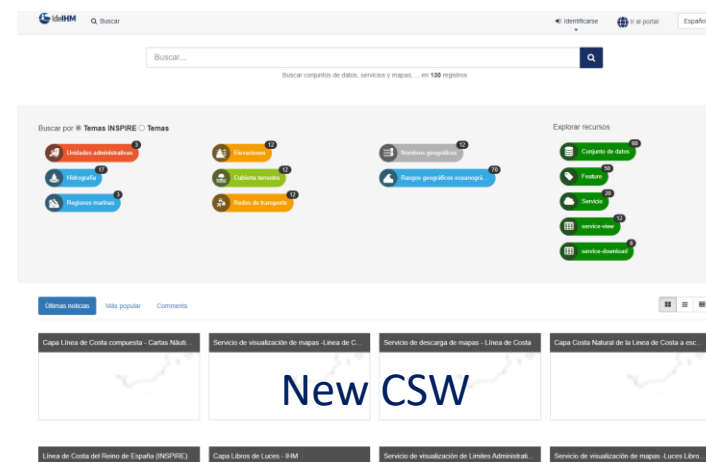 IdeIHM
Buscar
Identificarse
Ir al portal
Español
Buscar...
Buscar conjuntos de datos, servicios y mapas, ... en 130 registros
Buscar por Temas INSPIRE Temas
Explorar recursos
Unidades administrativas 3
Elevaciones 12
Nombres geográficos 12
Conjunto de datos
Hidrografía 17
Cubierta terrestre 12
Rasgos geográficos oceanográ... 70
Feature 50
Regiones marinas 3
Redes de transporte 12
Servicio 20
service-view 12
service-download 8
Últimas noticias
Más popular
Comments
Capa Línea de Costa compuesta - Cartas Náuti...
Servicio de visualización de mapas -Linea de C...
Servicio de descarga de mapas - Línea de Costa
Capa Costa Natural de la Linea de Costa a esc...
New CSW
Línea de Costa del Reino de España (INSPIRE)
Capa Libros de Luces - IHM
Servicio de visualización de Limites Administrati...
Servicio de visualización de mapas -Luces Libro...